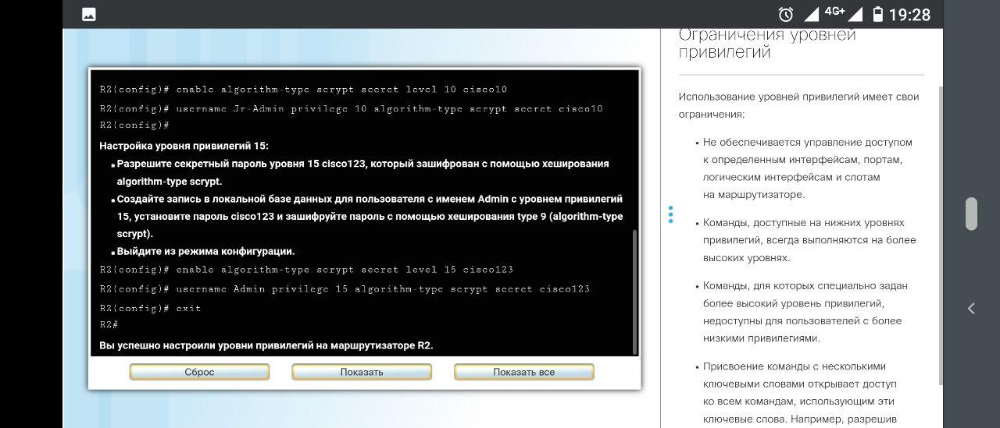 4G+ 19:28
R2(config)# enable algorithm-type scrypt secret level 10 cisco10
R2(config)# username Jr-Admin privilege 10 algorithm-type scrypt secret cisco10
R2(config)#
Настройка уровня привилегий 15:
Разрешите секретный пароль уровня 15 cisco123, который зашифрован с помощью хеширования
algorithm-type scrypt.
Создайте запись в локальной базе данных для пользователя с именем Admin с уровнем привилегий
15, установите пароль cisco123 и зашифруйте пароль с помощью хеширования type 9 (algorithm-type
scrypt).
Выйдите из режима конфигурации.
R2(config)# enable algorithm-type scrypt secret level 15 cisco123
R2(config)# username Admin privilege 15 algorithm-type scrypt secret cisco123
R2(config)# exit
R2#
Вы успешно настроили уровни привилегий на маршрутизаторе R2.
Сброс
Показать
Показать все
Ограничения уровней
привилегий
Использование уровней привилегий имеет свои
ограничения:
• Не обеспечивается управление доступом
к определенным интерфейсам, портам,
логическим интерфейсам и слотам
на маршрутизаторе.
• Команды, доступные на нижних уровнях
привилегий, всегда выполняются на более
высоких уровнях.
• Команды, для которых специально задан
более высокий уровень привилегий,
недоступны для пользователей с более
низкими привилегиями.
• Присвоение команды с несколькими
ключевыми словами открывает доступ
ко всем командам, использующим эти
ключевые слова. Например, разрешив